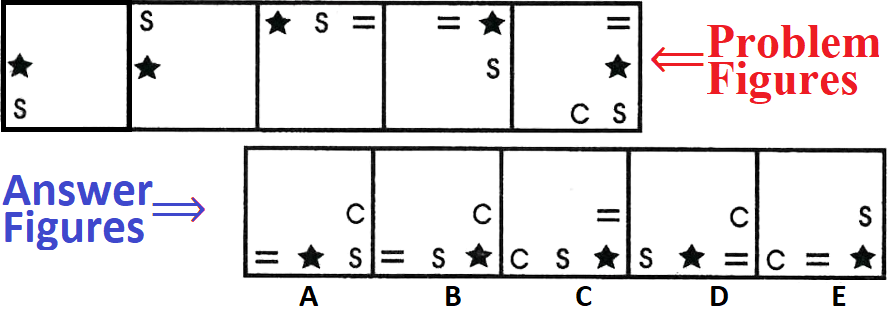 S
S
S =
=
S
=
C S
Problem
Figures
Answer
Figures
C
= S
C
= S
=
C S
C
S =
S
C =
A B C D E